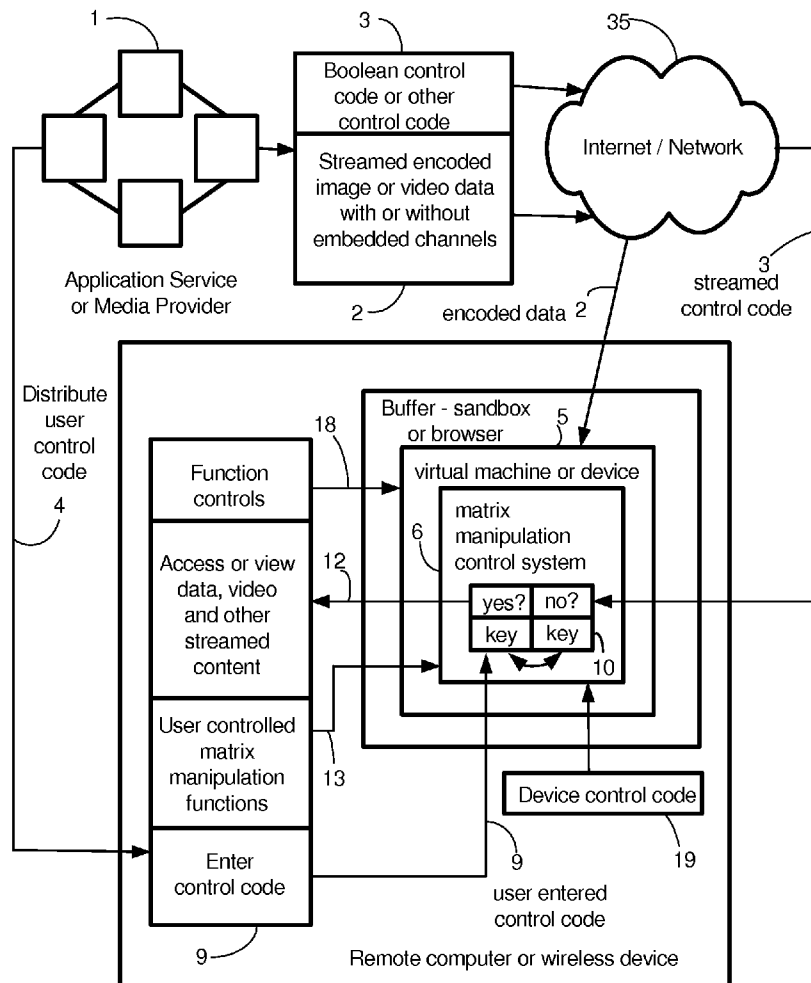 1
3
35
Boolean control
code or other
control code
Streamed encoded
image or video data
with or without
embedded channels
Internet / Network
Application Service
or Media Provider
2
encoded data
2
3
streamed
control code
Distribute
user
control
code
4
Buffer - sandbox
or browser
5
18
Function
controls
virtual machine or device
6
matrix
manipulation
control system
Access or view
data, video
and other
streamed
content
12
yes?
no?
key
key
10
User controlled
matrix
manipulation
functions
13
Device control code
19
Enter
control code
9
9
user entered
control code
Remote computer or wireless device